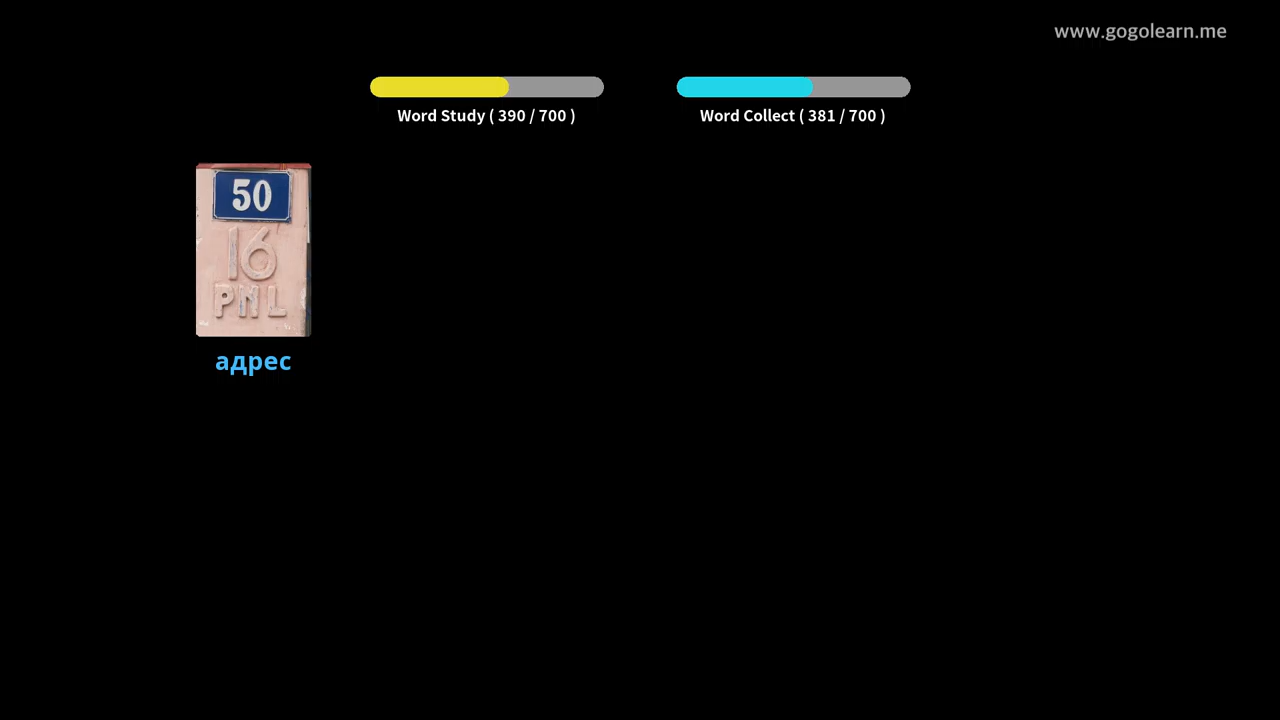 www.gogolearn.me
Word Study ( 390 / 700 )
Word Collect ( 381 / 700 )
50
16
PNL
адрес